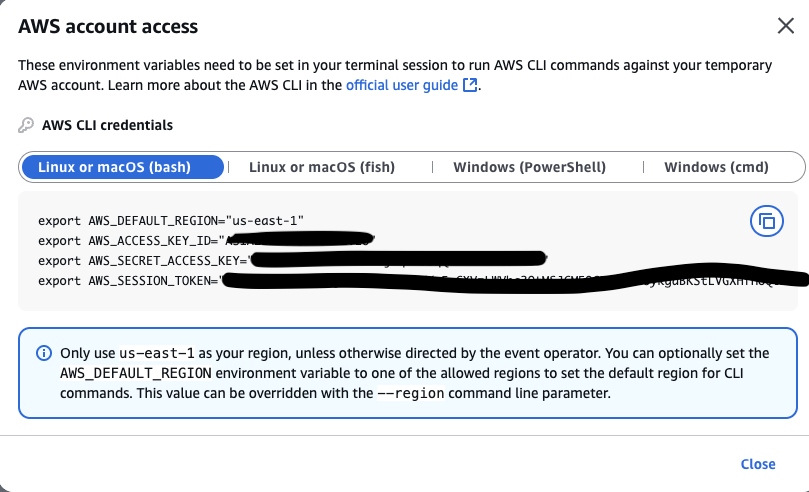 AWS account access
These environment variables need to be set in your terminal session to run AWS CLI commands against your temporary
AWS account. Learn more about the AWS CLI in the official user guide.
AWS CLI credentials
Linux or macOS (bash) | Linux or macOS (fish) | Windows (PowerShell) | Windows (cmd)
export AWS_DEFAULT_REGION="us-east-1"
export AWS_ACCESS_KEY_ID="
export AWS_SECRET_ACCESS_KEY="
export AWS_SESSION_TOKEN="
Only use us-east-1 as your region, unless otherwise directed by the event operator. You can optionally set the
AWS_DEFAULT_REGION environment variable to one of the allowed regions to set the default region for CLI
commands. This value can be overridden with the --region command line parameter.
Close